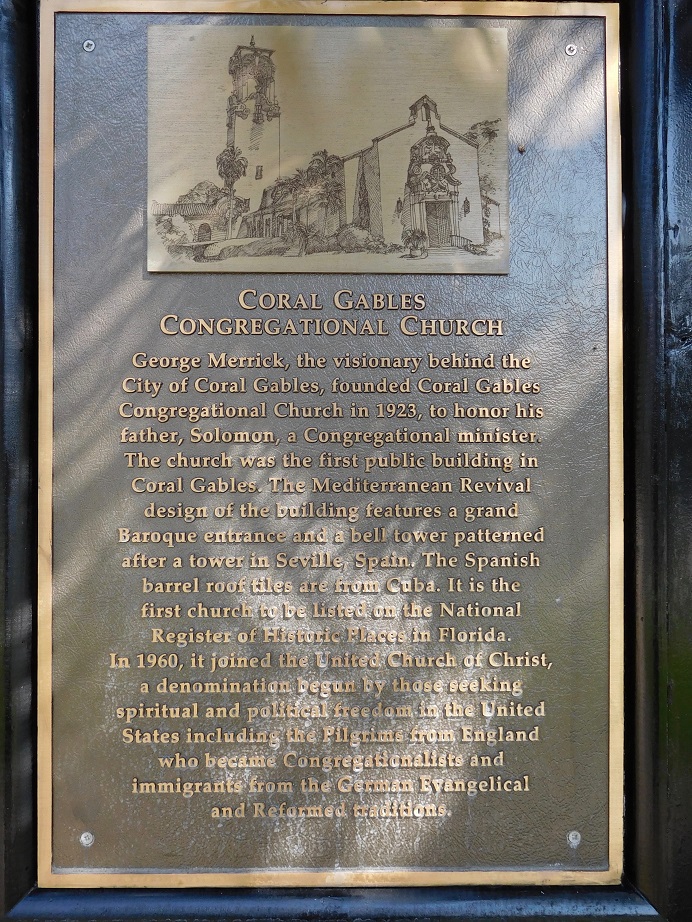 CORAL GABLES
CONGREGATIONAL CHURCH
George Merrick, the visionary behind the
City of Coral Gables, founded Coral Gables
Congregational Church in 1923, to honor his
father, Solomon, a Congregational minister.
The church was the first public building in
Coral Gables. The Mediterranean Revival
design of the building features a grand
Baroque entrance and a bell tower patterned
after a tower in Seville, Spain. The Spanish
barrel roof tiles are from Cuba. It is the
first church to be listed on the National
Register of Historic Places in Florida.
In 1960, it joined the United Church of Christ,
a denomination begun by those seeking
spiritual and political freedom in the United
States including the Pilgrims from England
who became Congregationalists and
immigrants from the German Evangelical
and Reformed traditions.